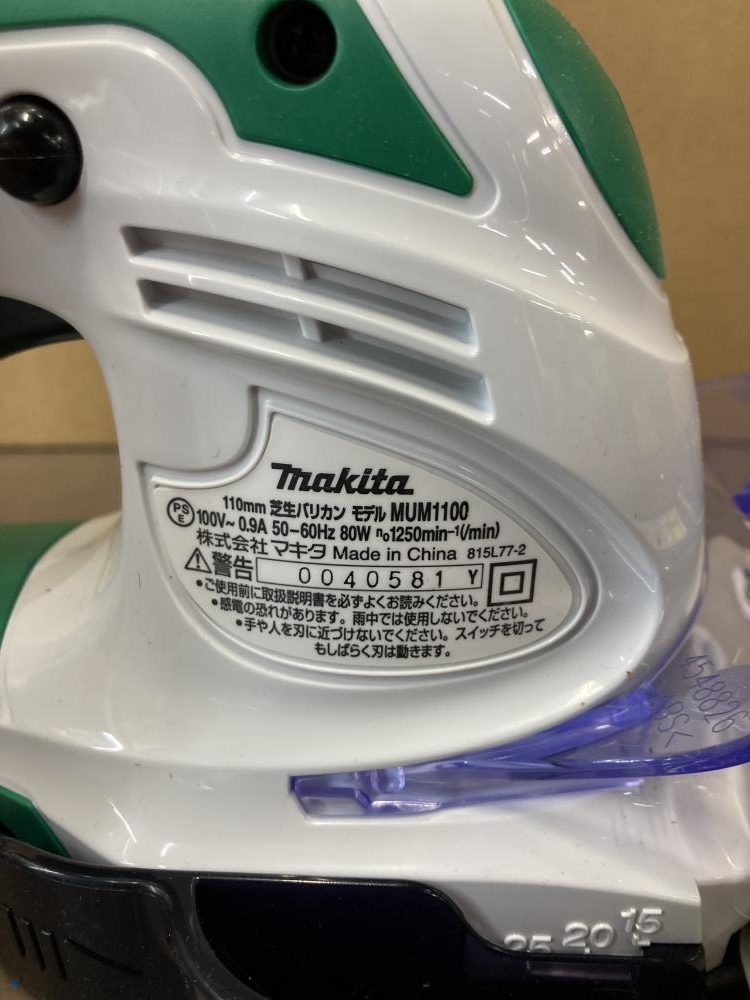 makita
110mm 芝生バリカン モデル MUM1100
PS E 100V~ 0.9A 50-60Hz 80W n₀1250min⁻¹(/min)
株式会社 マキタ Made in China 815L77-2
警告 0040581 Y
•ご使用前に取扱説明書を必ずよくお読みください。
•感電の恐れがあります。雨中では使用しないでください。
•手や人を刃に近づけないでください。スイッチを切って
もしばらく刃は動きます。
4548826
25 20 15